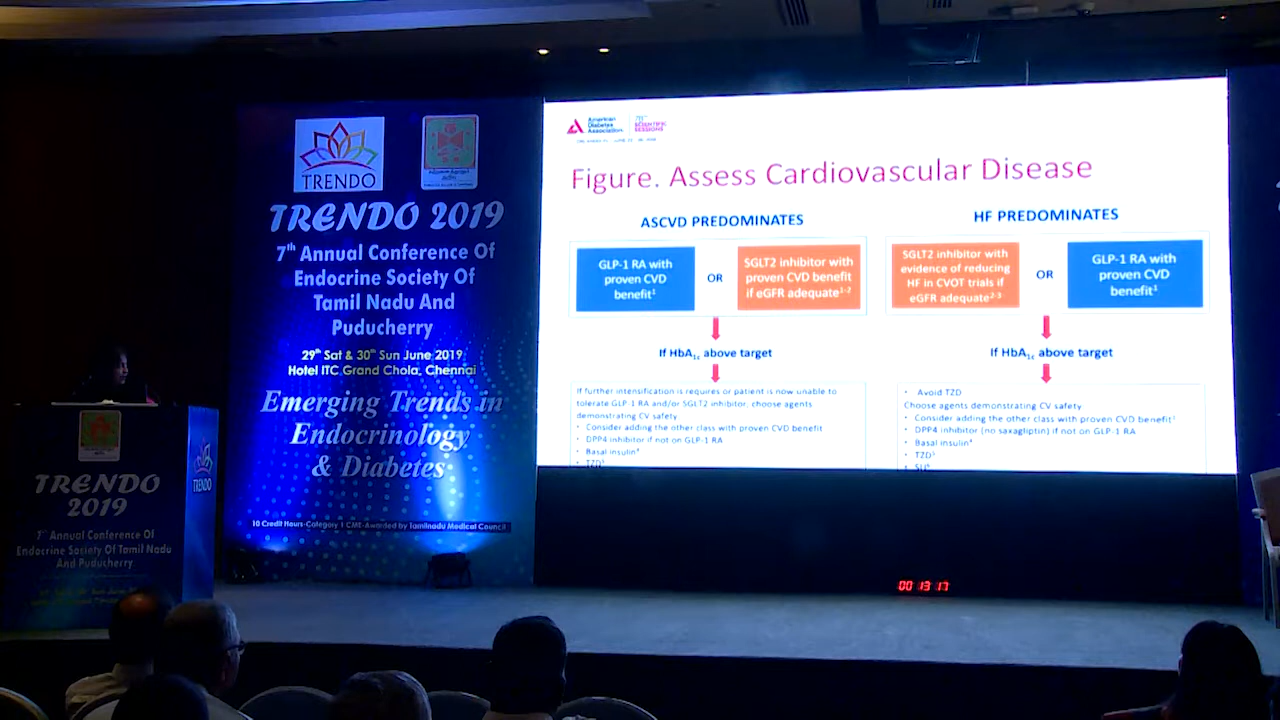 TRENDO
TRENDO 2019
7th Annual Conference Of
Endocrine Society Of
Tamil Nadu And
Puducherry
29th Sat & 30th Sun June 2019
Hotel ITC Grand Chola, Chennai
Emerging Trends in
Endocrinology
& Diabetes
10 Credit Hours-Category I CME-Awarded by Tamilnadu Medical Council
American
Diabetes
Association
SCIENTIFIC
SESSIONS
Figure. Assess Cardiovascular Disease
ASCVD PREDOMINATES
GLP-1 RA with
proven CVD
benefit1
OR
SGLT2 inhibitor with
proven CVD benefit
if eGFR adequate1-2
If HbA1c above target
If further intensification is requires or patient is now unable to
tolerate GLP-1 RA and/or SGLT2 inhibitor, choose agents
demonstrating CV safety
• Consider adding the other class with proven CVD benefit
• DPP4 inhibitor if not on GLP-1 RA
• Basal insulin4
• TZD5
HF PREDOMINATES
SGLT2 inhibitor with
evidence of reducing
HF in CVOT trials if
eGFR adequate2-3
OR
GLP-1 RA with
proven CVD
benefit1
If HbA1c above target
• Avoid TZD
Choose agents demonstrating CV safety
• Consider adding the other class with proven CVD benefit1
• DPP4 inhibitor (no saxagliptin) if not on GLP-1 RA
• Basal insulin4
• TZD5
• SU6
TRENDO
2019
7th Annual Conference Of
Endocrine Society Of Tamil Nadu
And Puducherry
TRENDO
00 13 17